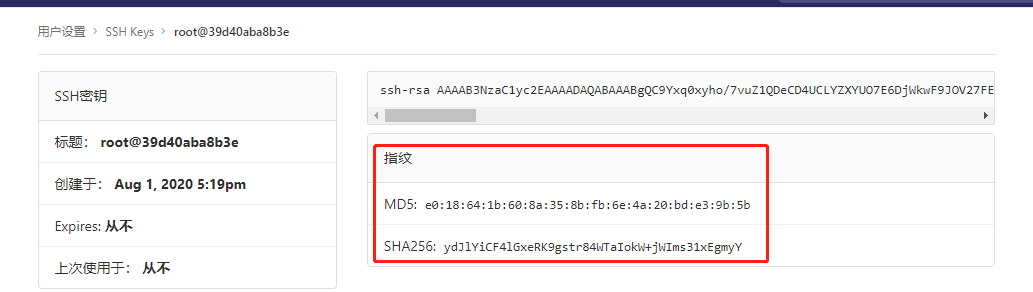 用户设置 > SSH Keys > root@39d40aba8b3e
SSH密钥
标题： root@39d40aba8b3e
创建于： Aug 1, 2020 5:19pm
Expires: 从不
上次使用于： 从不
ssh-rsa AAAAB3NzaC1yc2EAAAADAQABAAABgQC9Yxq0xyho/7vuZ1QDeCD4UCLYZXYUO7E6DjWkwF9JOV27FE
指纹
MD5: e0:18:64:1b:60:8a:35:8b:fb:6e:4a:20:bd:e3:9b:5b
SHA256: ydJlYiCF4lGxeRK9gstr84WTaIokW+jWIms31xEgmyY